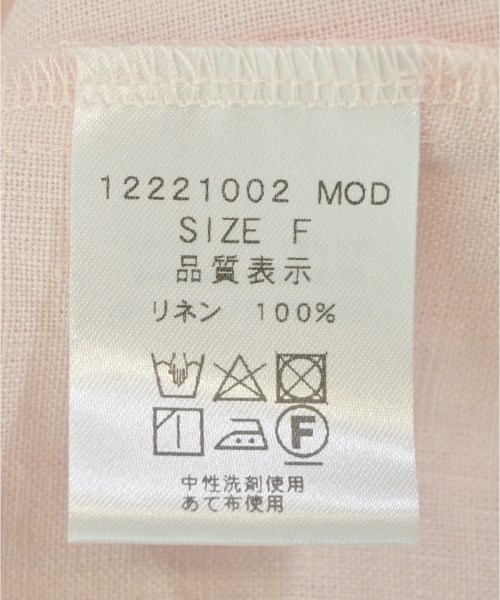 12221002 MOD
SIZE F
品質表示
リネン 100%
F
中性洗剤使用
あて布使用